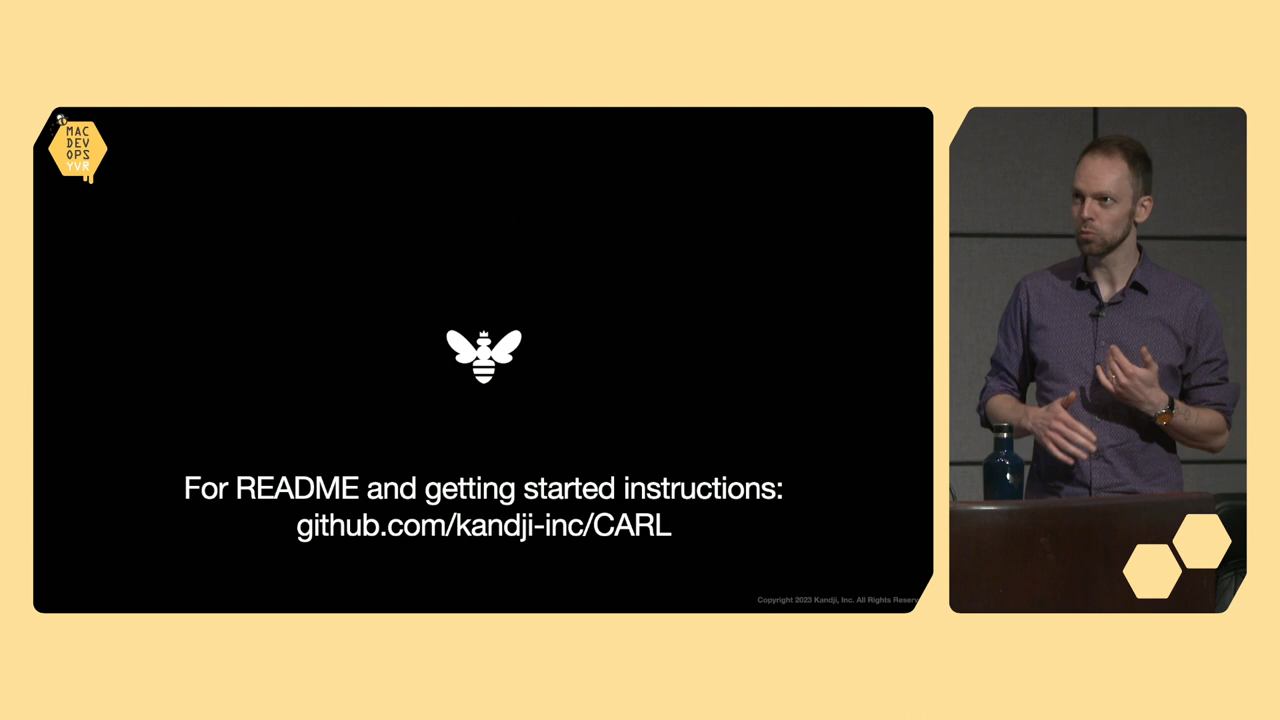 MAC
DEV
OPS
YVR
For README and getting started instructions:
github.com/kandji-inc/CARL
Copyright 2023 Kandji, Inc. All Rights Reserv